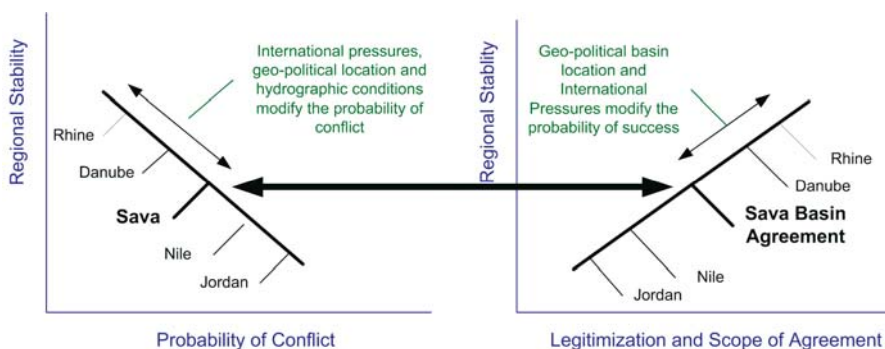 Regional Stability
International pressures,
geo-political location and
hydrographic conditions
modify the probability of
conflict
Rhine
Danube
Sava
Nile
Jordan
Probability of Conflict
Regional Stablity
Geo-political basin
location and
International
Pressures modify the
probability of success
Rhine
Danube
Sava Basin
Agreement
Nile
Jordan
Legitimization and Scope of Agreement